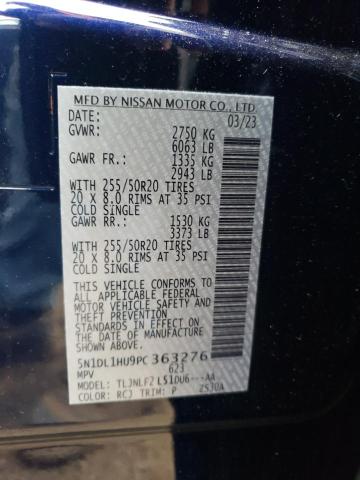 MFD BY NISSAN MOTOR CO., LTD
DATE: 03/23
GVWR: 2750 KG
6063 LB
GAWR FR.: 1335 KG
2943 LB
WITH 255/50R20 TIRES
20 X 8.0 RIMS AT 35 PSI
COLD SINGLE
GAWR RR.: 1530 KG
3373 LB
WITH 255/50R20 TIRES
20 X 8.0 RIMS AT 35 PSI
COLD SINGLE
THIS VEHICLE CONFORMS TO
ALL APPLICABLE FEDERAL
MOTOR VEHICLE SAFETY AND
THEFT PREVENTION
STANDARDS IN EFFECT ON
THE DATE OF MANUFACTURE
SHOWN ABOVE
5N1DL1HU9PC363276
MPV 623
MODEL: TLJNLFZ L51DU6---AA
COLOR: RCJ TRIM: P 2530A